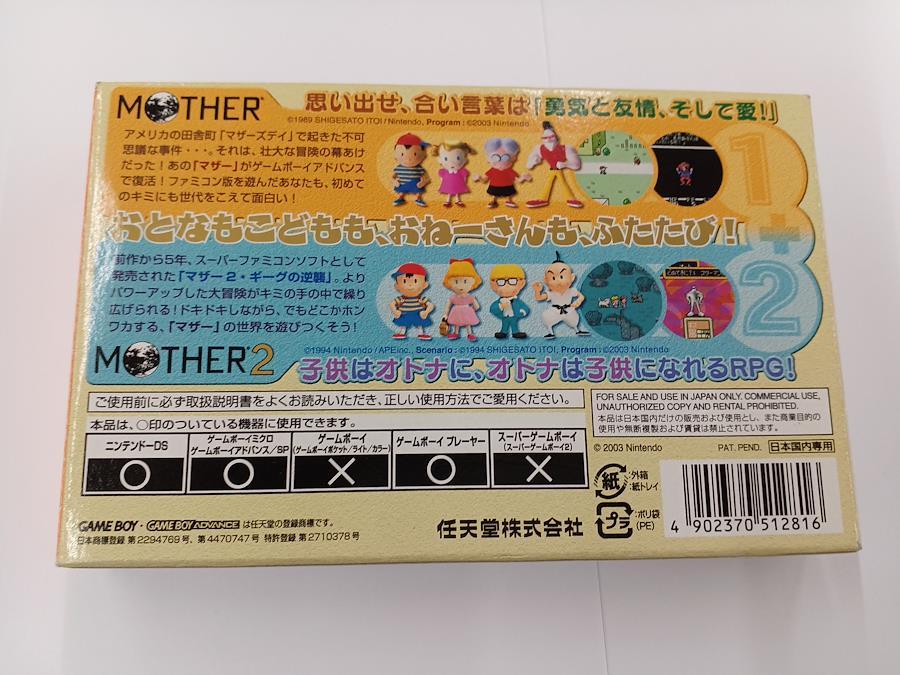 MOTHER®
思い出せ、合い言葉は「勇気と友情、そして愛!」
©1989 SHIGESATO ITOI / Nintendo, Program : ©2003 Nintendo
アメリカの田舎町「マザーズデイ」で起きた不可
思議な事件・・・。それは、壮大な冒険の幕あけ
だった!あの「マザー」がゲームボーイアドバンス
で復活!ファミコン版を遊んだあなたも、初めて
のキミにも世代をこえて面白い!
1+2
おとなもこどもも、おねーさんも、ふたたび!
前作から5年、スーパーファミコンソフトとして
発売された「マザー2・ギーグの逆襲」。より
パワーアップした大冒険がキミの手の中で繰り
広げられる!ドキドキしながら、でもどこかホン
ワカする、「マザー」の世界を遊びつくそう!
©1994 Nintendo / APEinc., Scenario : ©1994 SHIGESATO ITOI, Program : ©2003 Nintendo
MOTHER®2
子供はオトナに、オトナは子供になれるRPG!
ご使用前に必ず取扱説明書をよくお読みいただき、正しい使用方法でご愛用ください。
本品は、○印のついている機器に使用できます。
ニンテンドーDS
ゲームボーイミクロ
ゲームボーイアドバンス/SP
ゲームボーイ
(ゲームボーイポケット/ライト/カラー)
ゲームボーイ プレーヤー
スーパーゲームボーイ
(スーパーゲームボーイ2)
○ ○ × ○ ×
FOR SALE AND USE IN JAPAN ONLY. COMMERCIAL USE,
UNAUTHORIZED COPY AND RENTAL PROHIBITED.
本品は日本国内だけの販売および使用とし、また商業目的の
使用や無断複製および賃貸は禁止されています。
© 2003 Nintendo
PAT. PEND.
日本国内専用
紙
:外箱
:紙トレイ
プラ
:ポリ袋
(PE)
4 902370 512816
GAME BOY・GAME BOY ADVANCE は任天堂の登録商標です。
日本商標登録 第2294769号、第4470747号 特許登録 第2710378号
任天堂株式会社